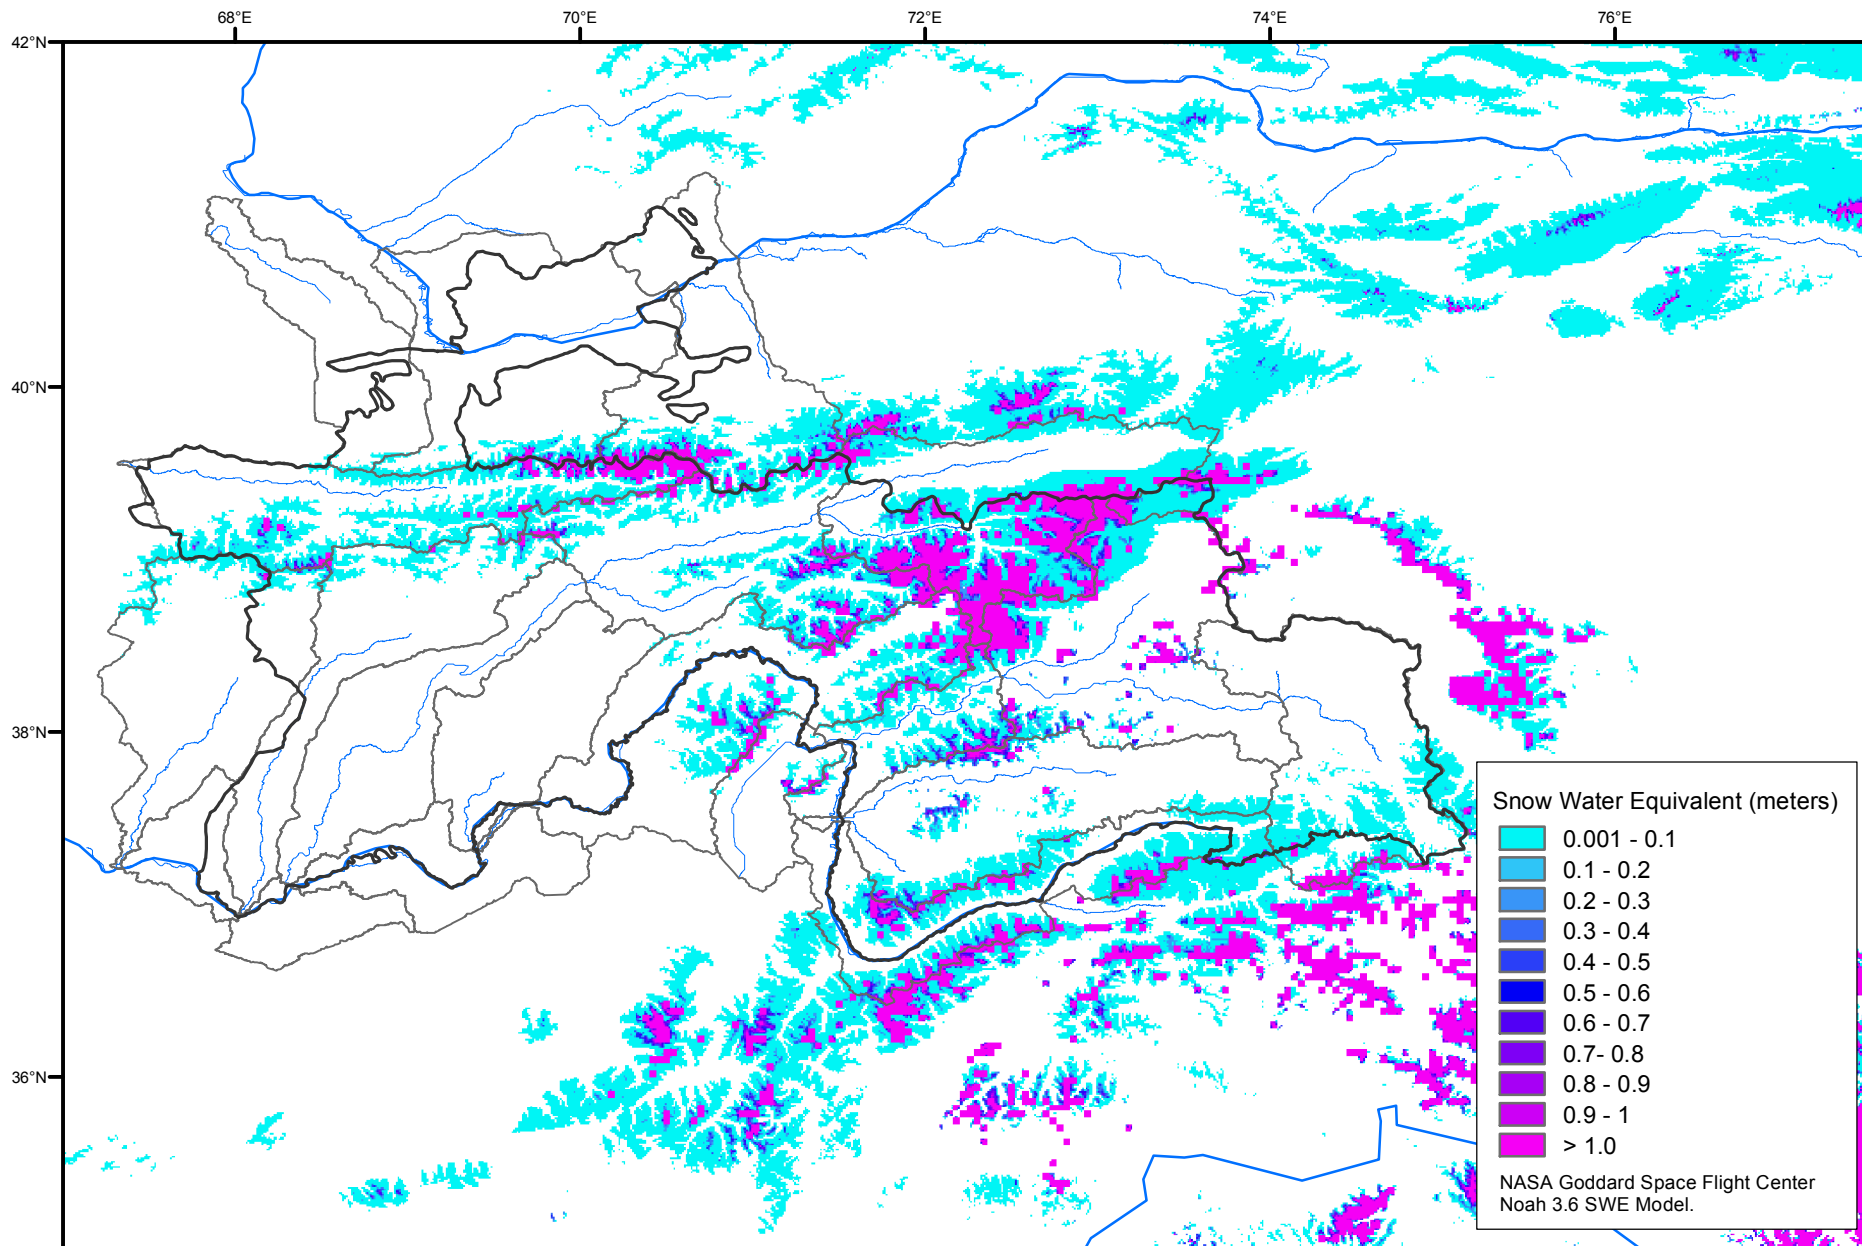 68°E
70°E
72°E
74°E
76°E
42°N
40°N
38°N
36°N
Snow Water Equivalent (meters)
0.001 - 0.1
0.1 - 0.2
0.2 - 0.3
0.3 - 0.4
0.4 - 0.5
0.5 - 0.6
0.6 - 0.7
0.7- 0.8
0.8 - 0.9
0.9 - 1
> 1.0
NASA Goddard Space Flight Center
Noah 3.6 SWE Model.